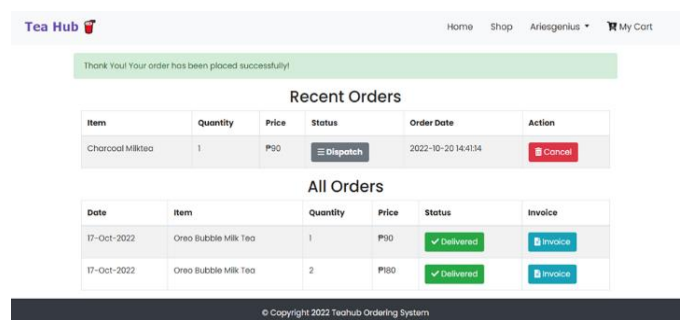 Tea Hub
Home Shop Ariesgenius My Cart
Thank You! Your order has been placed successfully!
Recent Orders
Item Quantity Price Status Order Date Action
Charcoal Milktea 1 ₱90 Dispatch 2022-10-20 14:41:14 Cancel
All Orders
Date Item Quantity Price Status Invoice
17-Oct-2022 Oreo Bubble Milk Tea 1 ₱90 Delivered Invoice
17-Oct-2022 Oreo Bubble Milk Tea 2 ₱180 Delivered Invoice
© Copyright 2022 Teahub Ordering System